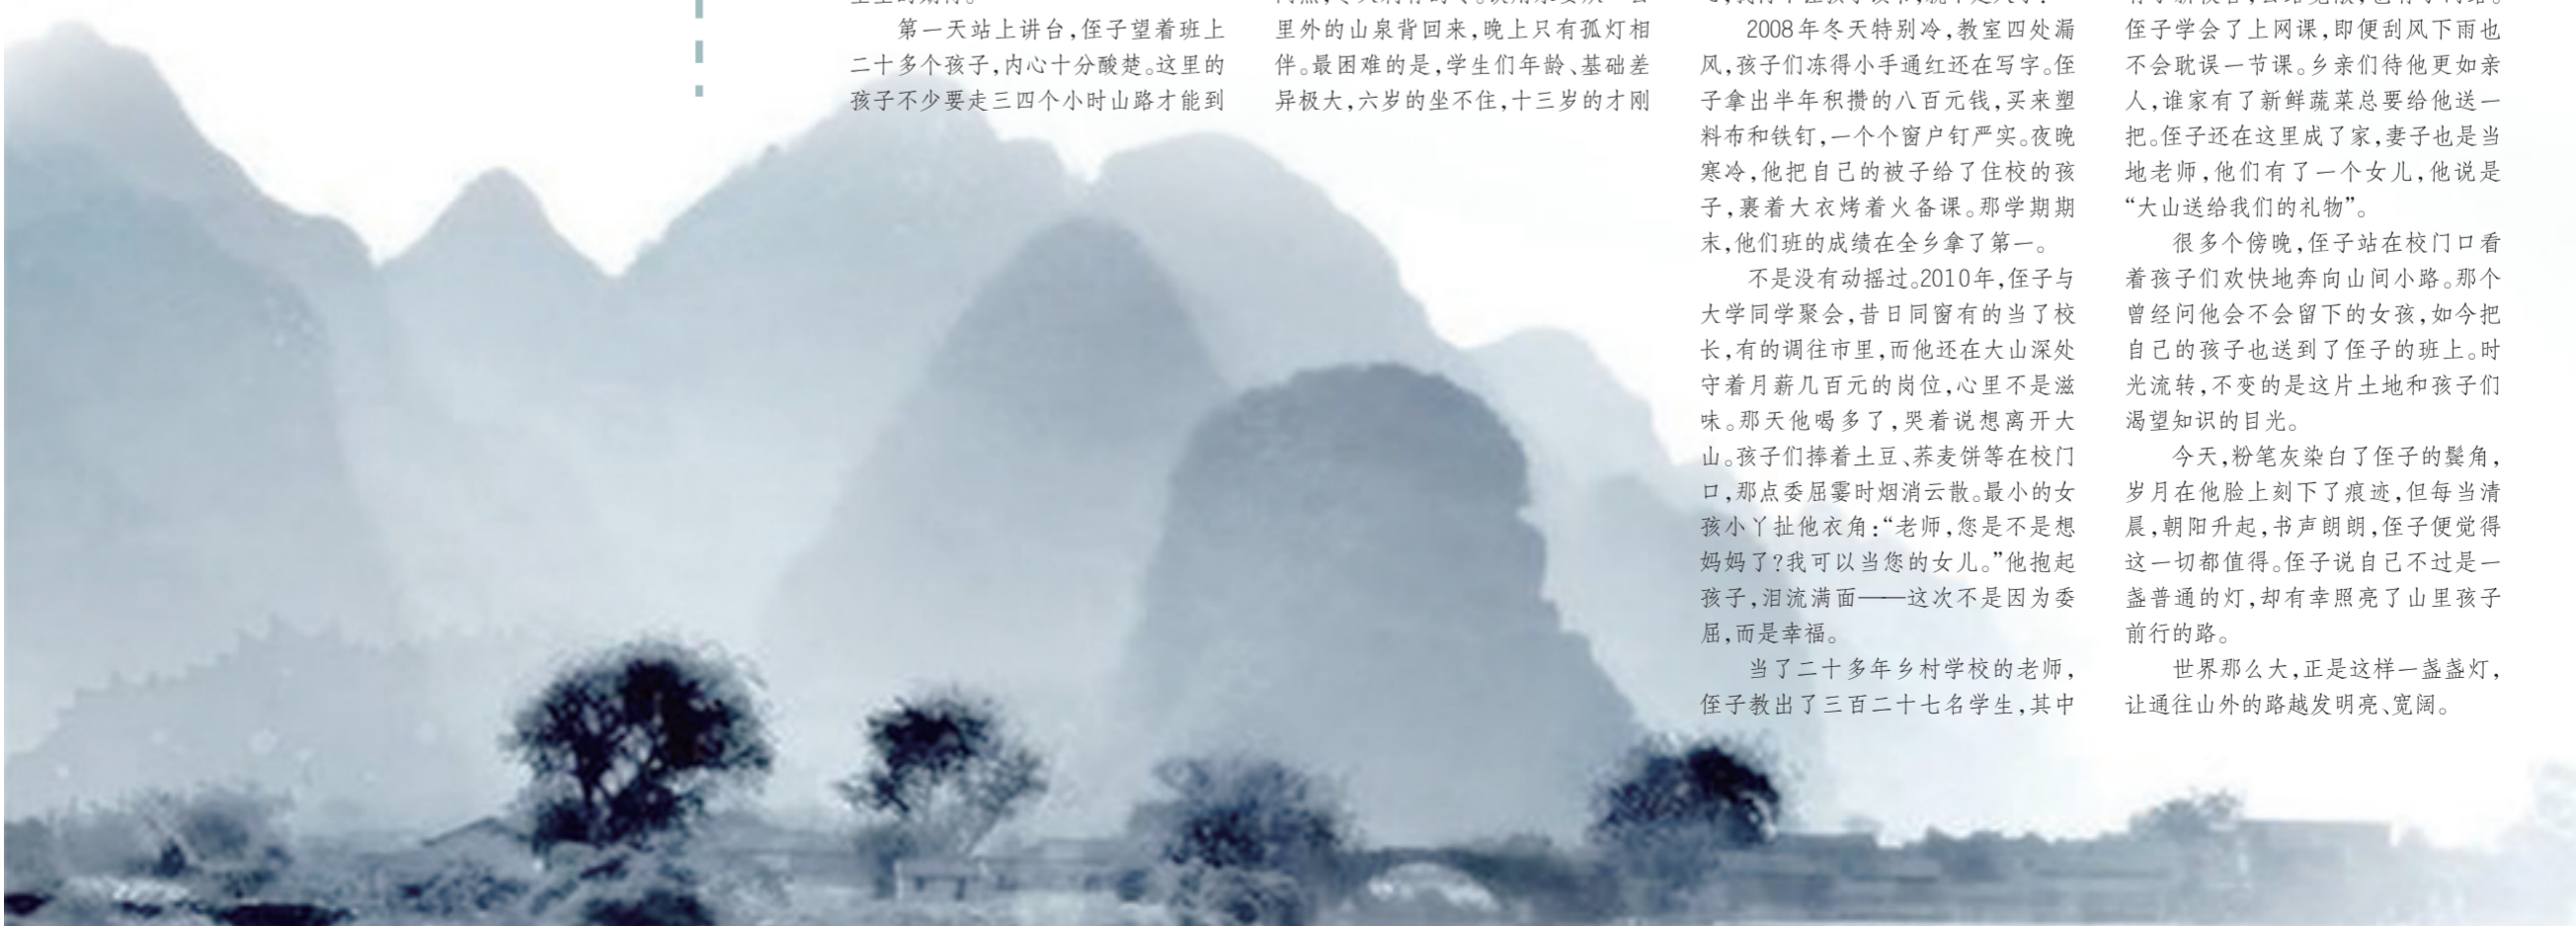 第一天站上讲台,侄子望着班上
二十多个孩子,内心十分酸楚。这里的
孩子不少要走三四个小时山路才能到
里外的山泉背回来,晚上只有孤灯相
伴。最困难的是,学生们年龄、基础差
异极大,六岁的坐不住,十三岁的才刚
2008年冬天特别冷,教室四处漏
风,孩子们冻得小手通红还在写字。侄
子拿出半年积攒的八百元钱,买来塑
料布和铁钉,一个个窗户钉严实。夜晚
寒冷,他把自己的被子给了住校的孩
子,裹着大衣烤着火备课。那学期期
末,他们班的成绩在全乡拿了第一。
不是没有动摇过。2010年,侄子与
大学同学聚会,昔日同窗有的当了校
长,有的调往市里,而他还在大山深处
守着月薪几百元的岗位,心里不是滋
味。那天他喝多了,哭着说想离开大
山。孩子们捧着土豆、荞麦饼等在校门
口,那点委屈霎时烟消云散。最小的女
孩小丫扯他衣角:“老师,您是不是想
妈妈了?我可以当您的女儿。”他抱起
孩子,泪流满面——这次不是因为委
屈,而是幸福。
当了二十多年乡村学校的老师,
侄子教出了三百二十七名学生,其中
侄子学会了上网课,即便刮风下雨也
不会耽误一节课。乡亲们待他更如亲
人,谁家有了新鲜蔬菜总要给他送一
把。侄子还在这里成了家,妻子也是当
地老师,他们有了一个女儿,他说是
“大山送给我们的礼物”。
很多个傍晚,侄子站在校门口看
着孩子们欢快地奔向山间小路。那个
曾经问他会不会留下的女孩,如今把
自己的孩子也送到了侄子的班上。时
光流转,不变的是这片土地和孩子们
渴望知识的目光。
今天,粉笔灰染白了侄子的鬓角,
岁月在他脸上刻下了痕迹,但每当清
晨,朝阳升起,书声朗朗,侄子便觉得
这一切都值得。侄子说自己不过是一
盏普通的灯,却有幸照亮了山里孩子
前行的路。
世界那么大,正是这样一盏盏灯,
让通往山外的路越发明亮、宽阔。